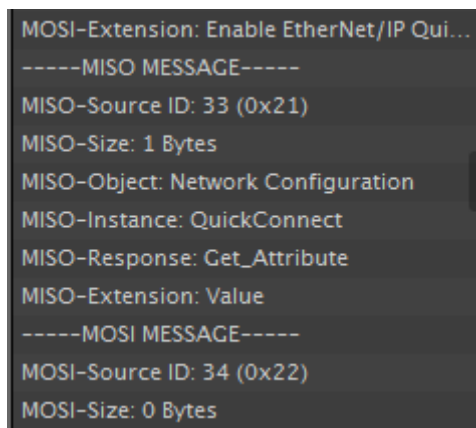 MOSI-Extension: Enable EtherNet/IP Qui...
-----MISO MESSAGE-----
MISO-Source ID: 33 (0x21)
MISO-Size: 1 Bytes
MISO-Object: Network Configuration
MISO-Instance: QuickConnect
MISO-Response: Get_Attribute
MISO-Extension: Value
-----MOSI MESSAGE-----
MOSI-Source ID: 34 (0x22)
MOSI-Size: 0 Bytes